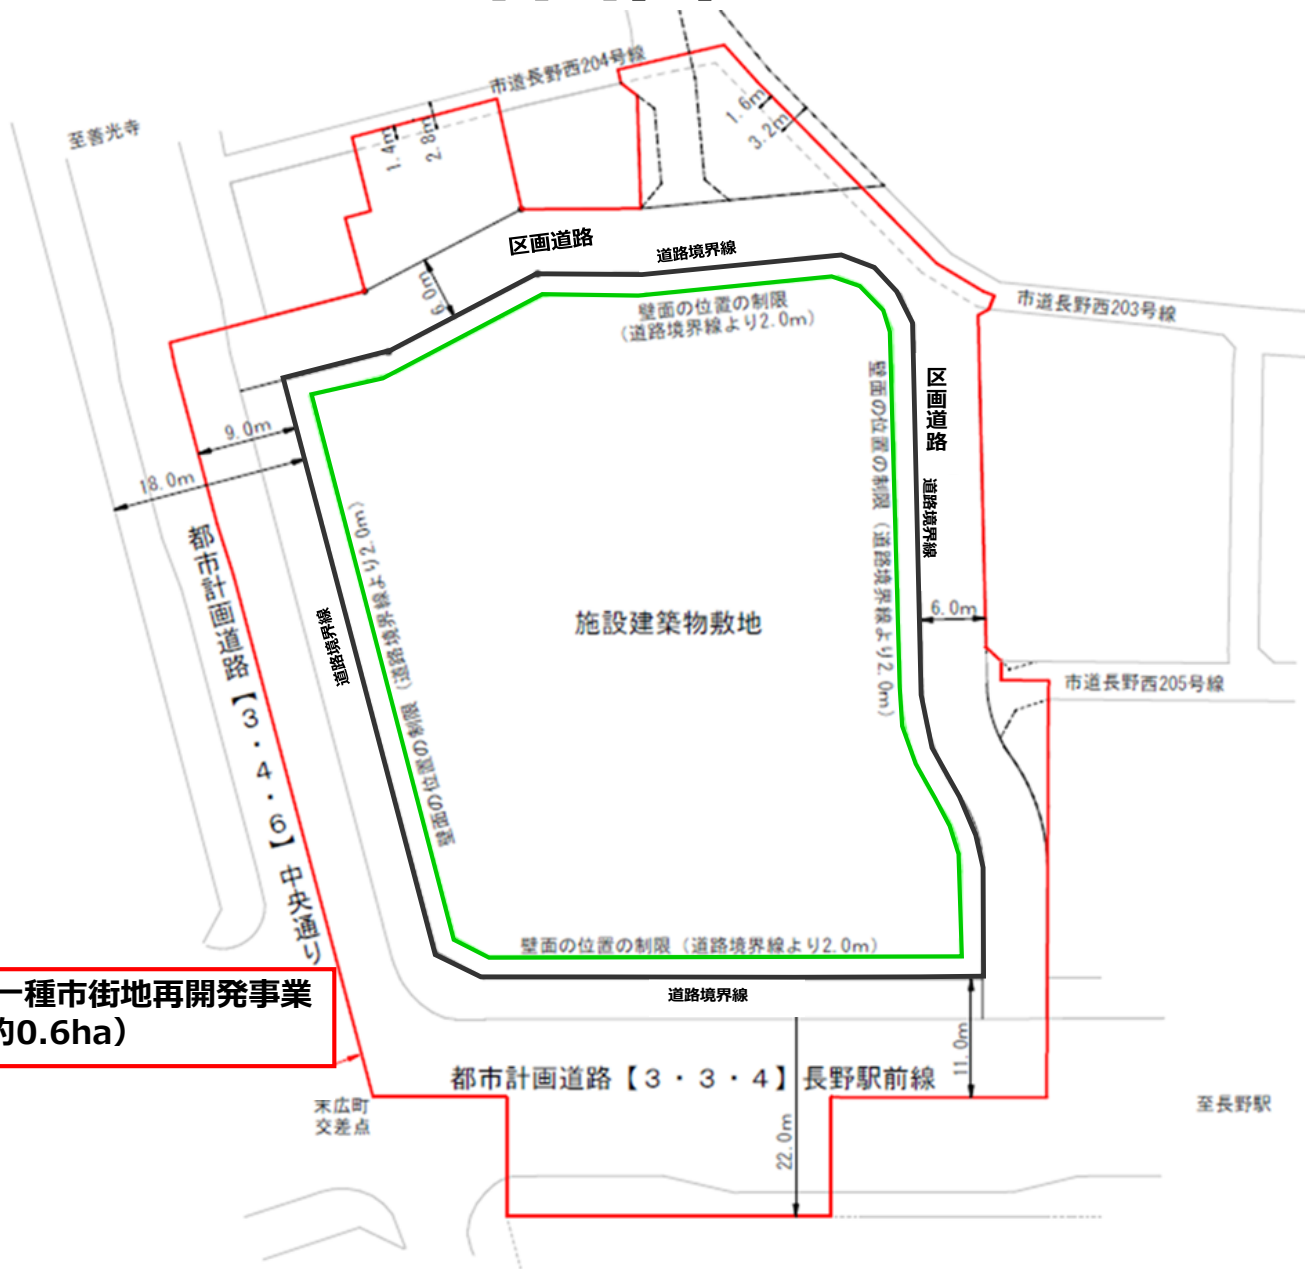 市道長野西204号線
至善光寺
1.4m
2.8m
1.6m
3.2m
区画道路
道路境界線
6.0m
壁面の位置の制限
（道路境界線より2.0m）
市道長野西203号線
壁面の位置の制限（道路境界線より2.0m）
区画道路
道路境界線
9.0m
18.0m
都市計画道路【３・４・６】中央通り
道路境界線
壁面の位置の制限（道路境界線より2.0m）
施設建築物敷地
6.0m
市道長野西205号線
壁面の位置の制限（道路境界線より2.0m）
道路境界線
一種市街地再開発事業
約0.6ha）
都市計画道路【３・３・４】長野駅前線
11.0m
22.0m
末広町
交差点
至長野駅